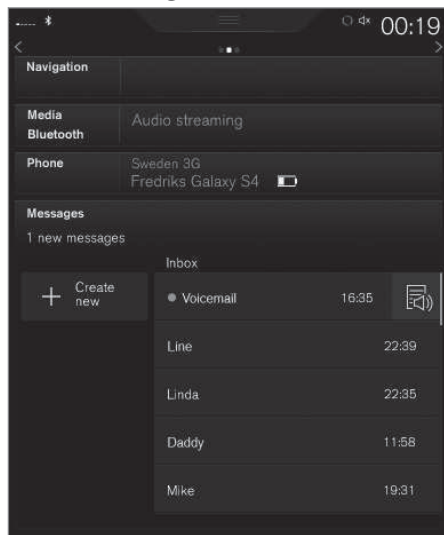 00:19
Navigation
Media
Bluetooth
Audio streaming
Phone
Sweden 3G
Fredriks Galaxy S4
Messages
1 new messages
Inbox
Create
new
Voicemail 16:35
Line 22:39
Linda 22:35
Daddy 11:58
Mike 19:31